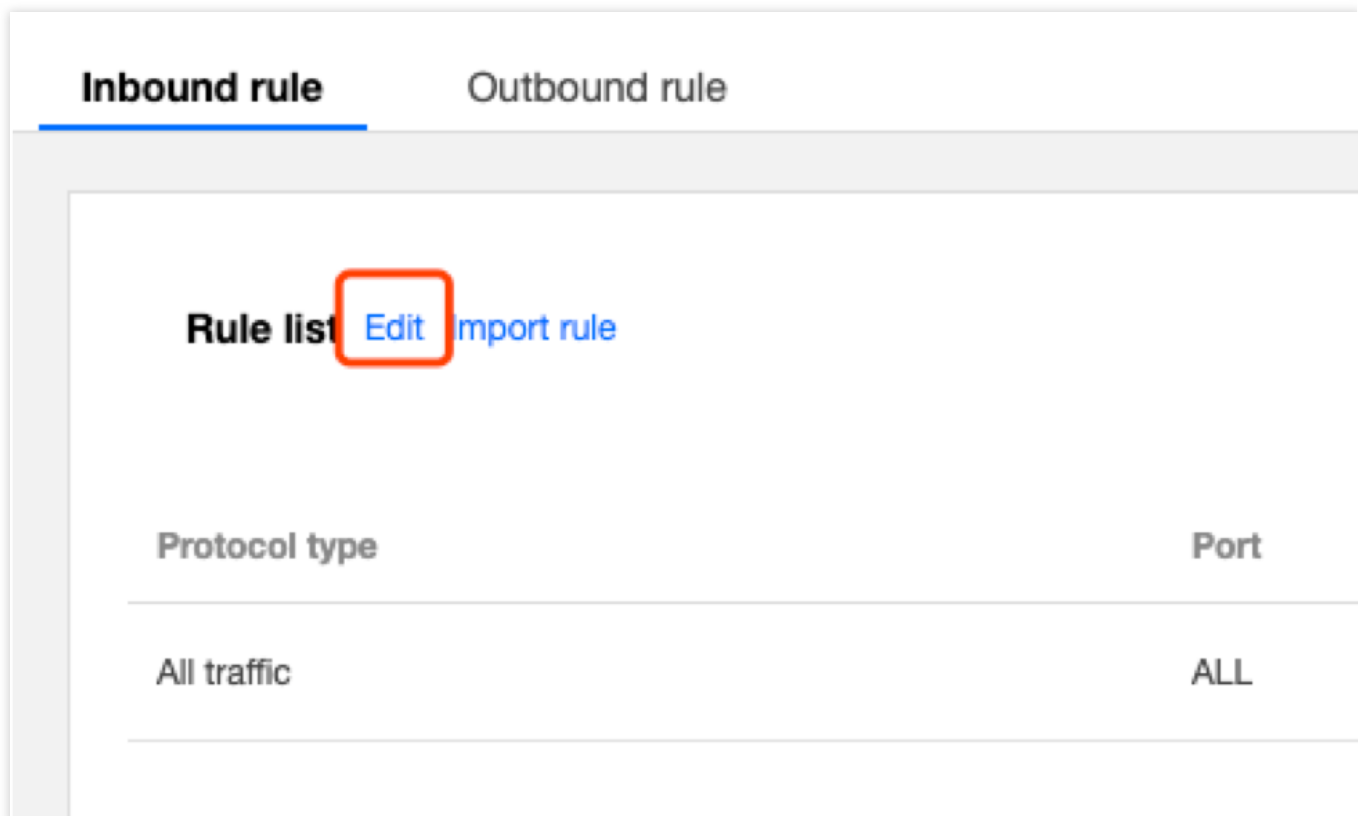 Inbound rule Outbound rule
Rule list Edit Import rule
Protocol type Port
All traffic ALL